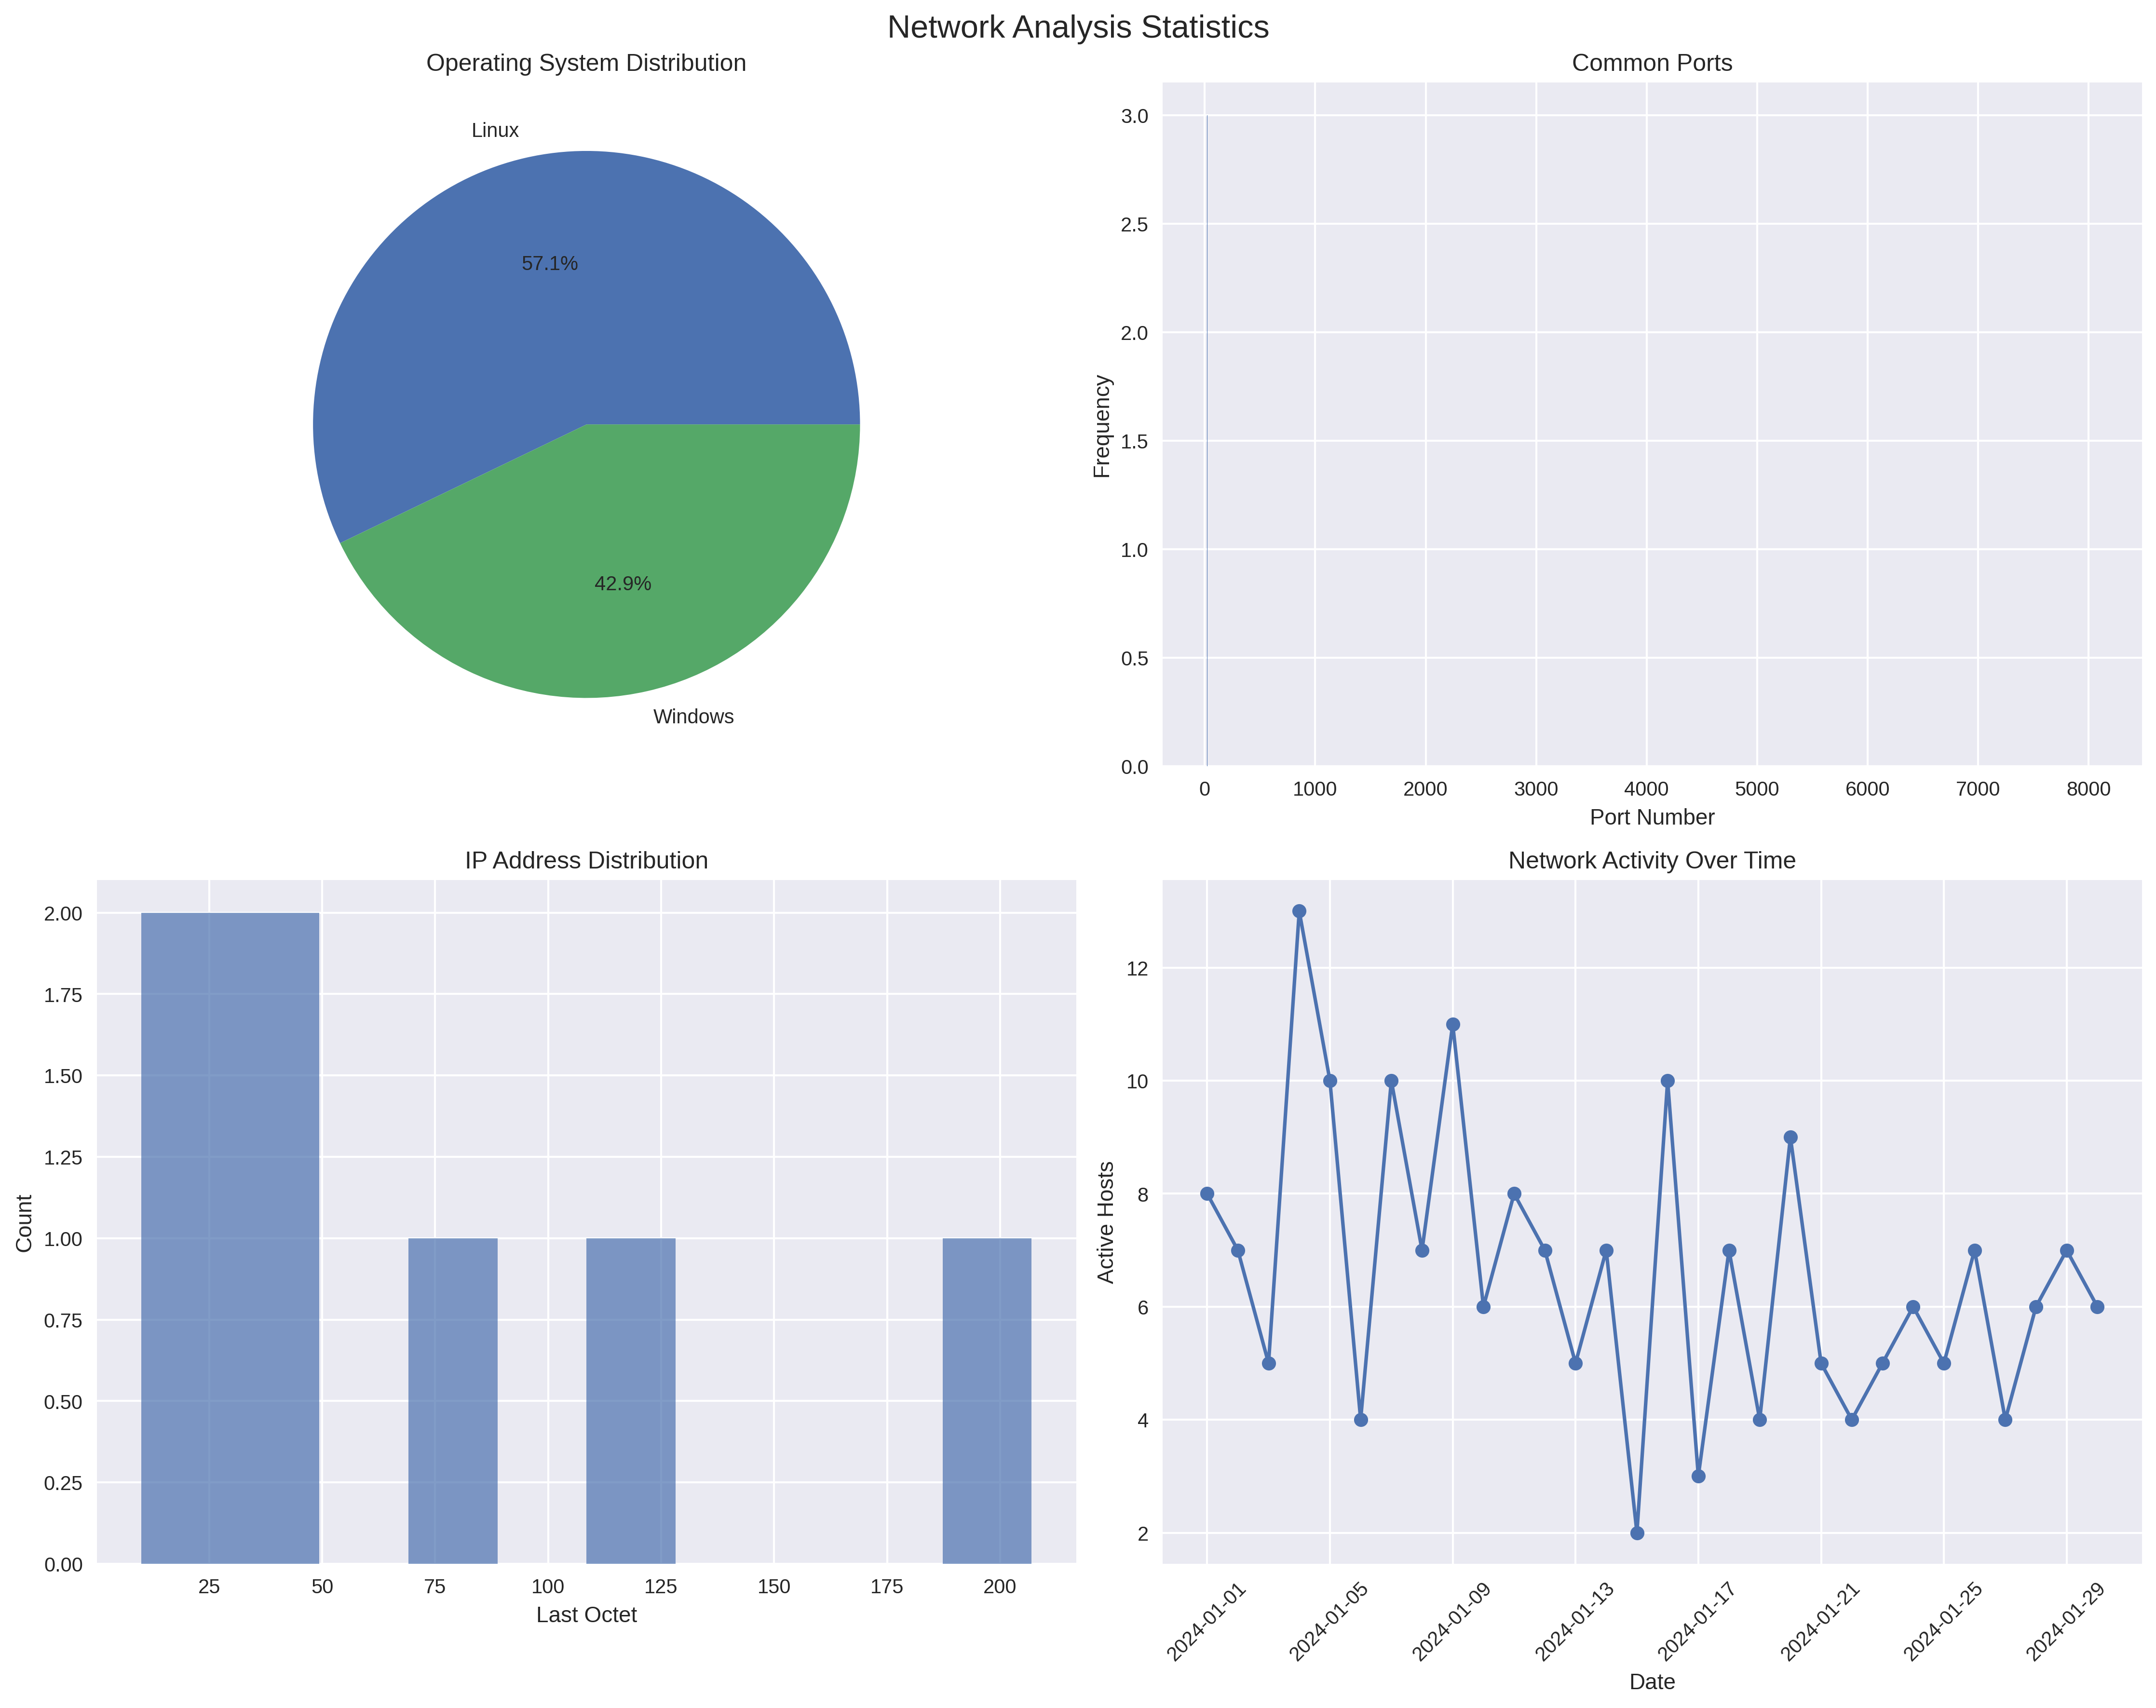 Network Analysis Statistics
Operating System Distribution
Linux
57.1%
42.9%
Windows
Common Ports
3.0
2.5
2.0
1.5
1.0
0.5
0.0
Frequency
0 1000 2000 3000 4000 5000 6000 7000 8000
Port Number
IP Address Distribution
2.00
1.75
1.50
1.25
1.00
0.75
0.50
0.25
0.00
Count
25 50 75 100 125 150 175 200
Last Octet
Network Activity Over Time
12
10
8
6
4
2
Active Hosts
2024-01-01 2024-01-05 2024-01-09 2024-01-13 2024-01-17 2024-01-21 2024-01-25 2024-01-29
Date